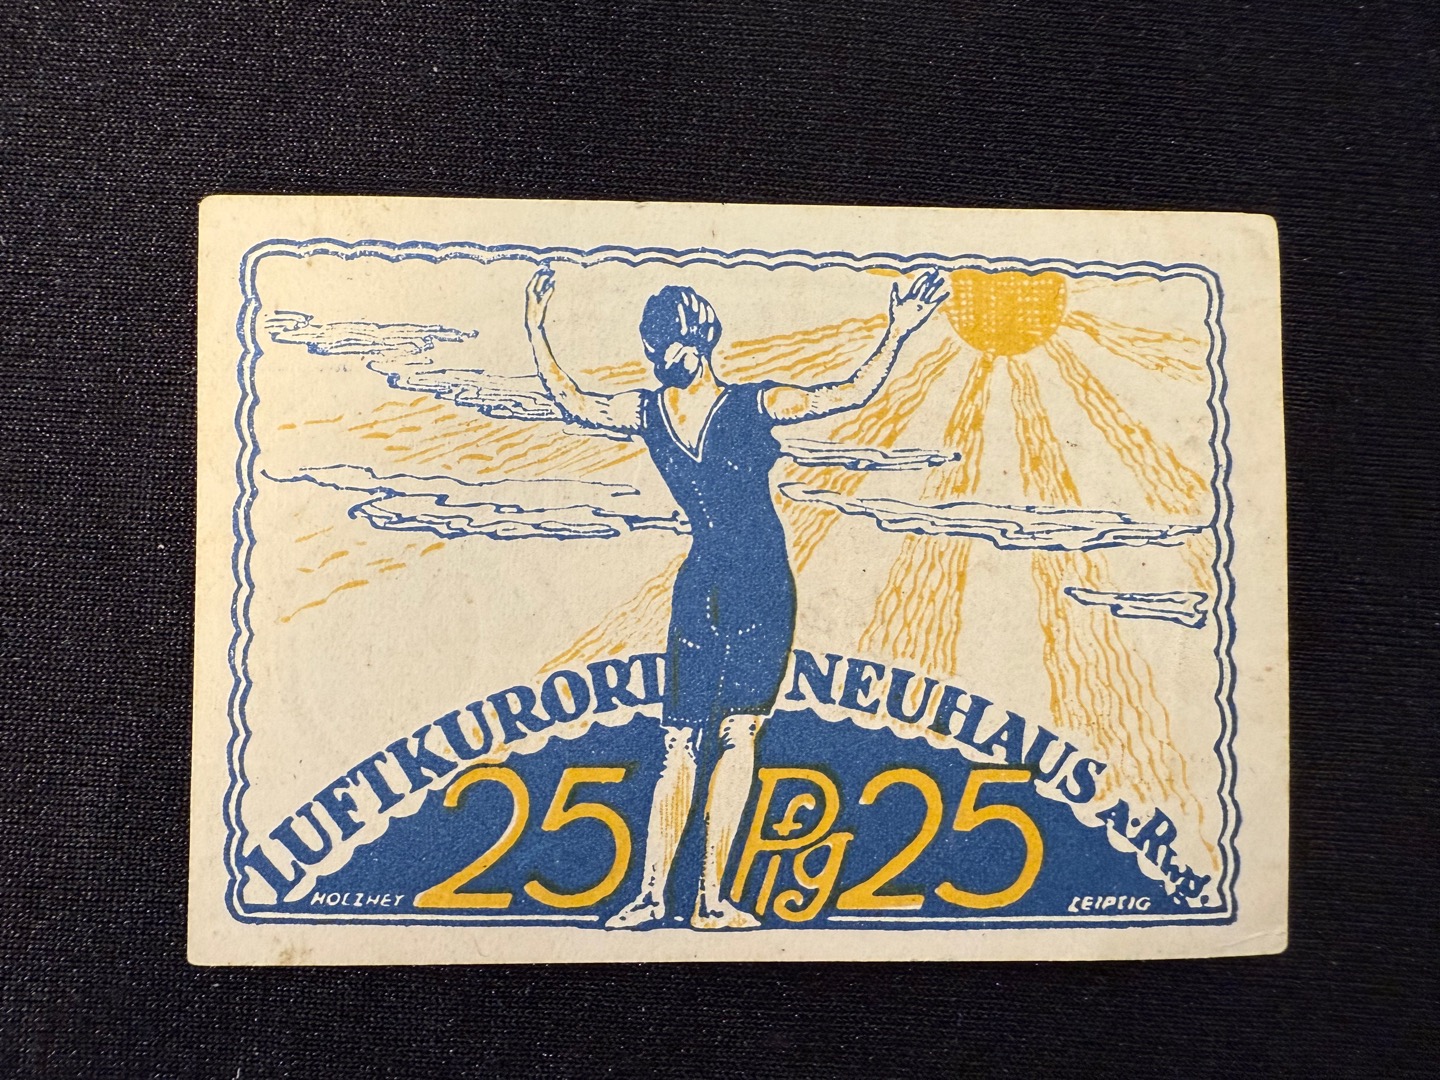 LUFTKURORT NEUHAUS A. Rwg.
25 Pfg 25
HOLZHEY
LEIPZIG